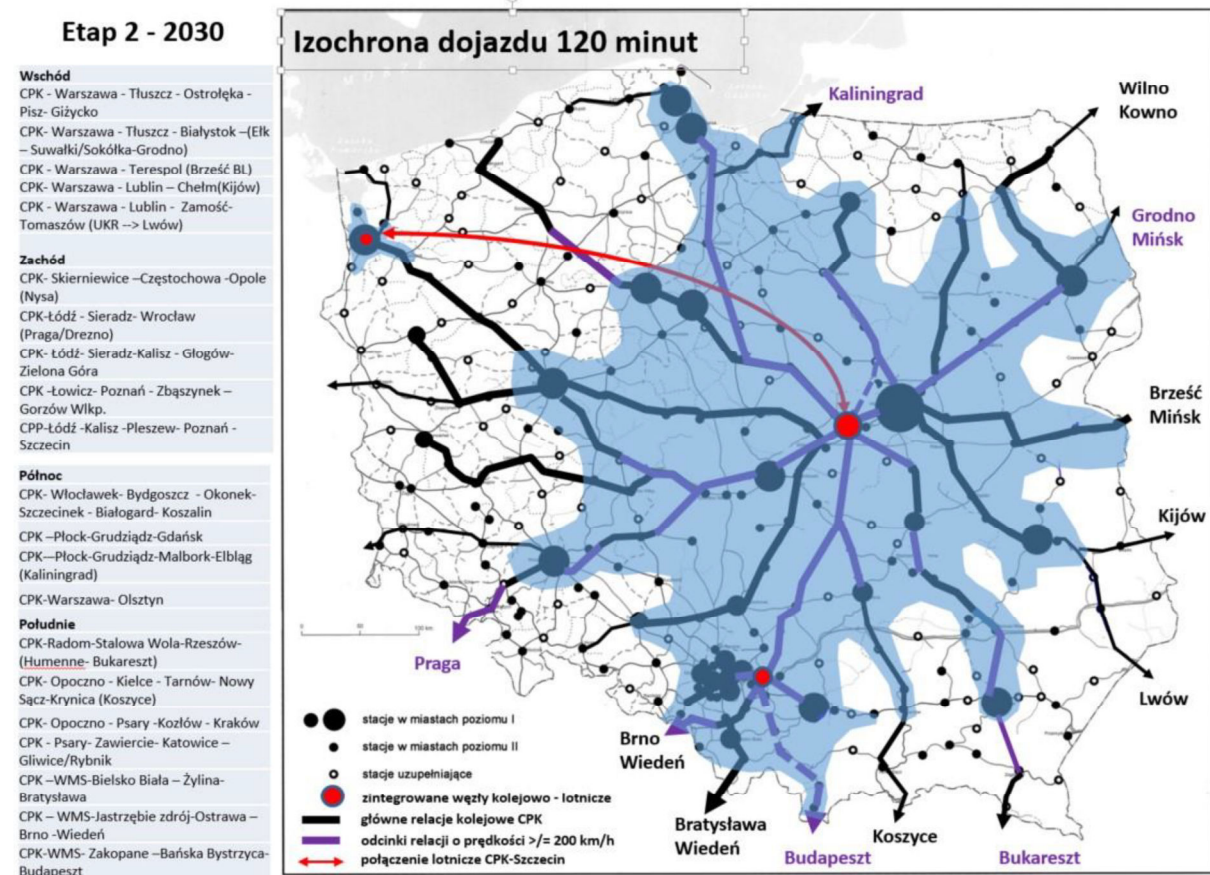 Etap 2 - 2030
Wschód
CPK - Warszawa - Tłuszcz - Ostrołęka -
Pisz- Giżycko
CPK- Warszawa - Tłuszcz - Białystok –(Ełk
– Suwałki/Sokółka-Grodno)
CPK - Warszawa - Terespol (Brześć BL)
CPK- Warszawa - Lublin – Chełm(Kijów)
CPK - Warszawa - Lublin - Zamość-
Tomaszów (UKR --> Lwów)
Zachód
CPK- Skierniewice –Częstochowa -Opole
(Nysa)
CPK-Łódź - Sieradz- Wrocław
(Praga/Drezno)
CPK- Łódź- Sieradz-Kalisz - Głogów-
Zielona Góra
CPK -Łowicz- Poznań - Zbąszynek –
Gorzów Wlkp.
CPP-Łódź -Kalisz -Pleszew- Poznań -
Szczecin
Północ
CPK- Włocławek- Bydgoszcz - Okonek-
Szczecinek - Białogard- Koszalin
CPK –Płock-Grudziądz-Gdańsk
CPK-–Płock-Grudziądz-Malbork-Elbląg
(Kaliningrad)
CPK-Warszawa- Olsztyn
Południe
CPK-Radom-Stalowa Wola-Rzeszów-
(Humenne- Bukareszt)
CPK- Opoczno - Kielce - Tarnów- Nowy
Sącz-Krynica (Koszyce)
CPK- Opoczno - Psary -Kozłów - Kraków
CPK - Psary- Zawiercie- Katowice –
Gliwice/Rybnik
CPK –WMS-Bielsko Biała – Żylina-
Bratysława
CPK – WMS-Jastrzębie zdrój-Ostrawa –
Brno -Wiedeń
CPK-WMS- Zakopane –Bańska Bystrzyca-
Budapeszt
Izochrona dojazdu 120 minut
Kaliningrad
Wilno
Kowno
Grodno
Mińsk
Brześć
Mińsk
Kijów
Lwów
Praga
Brno
Wiedeń
Bratysława
Wiedeń
Budapeszt
Koszyce
Bukareszt
0 50 100 km
stacje w miastach poziomu I
stacje w miastach poziomu II
stacje uzupełniające
zintegrowane węzły kolejowo - lotnicze
główne relacje kolejowe CPK
odcinki relacji o prędkości >/= 200 km/h
połączenie lotnicze CPK-Szczecin